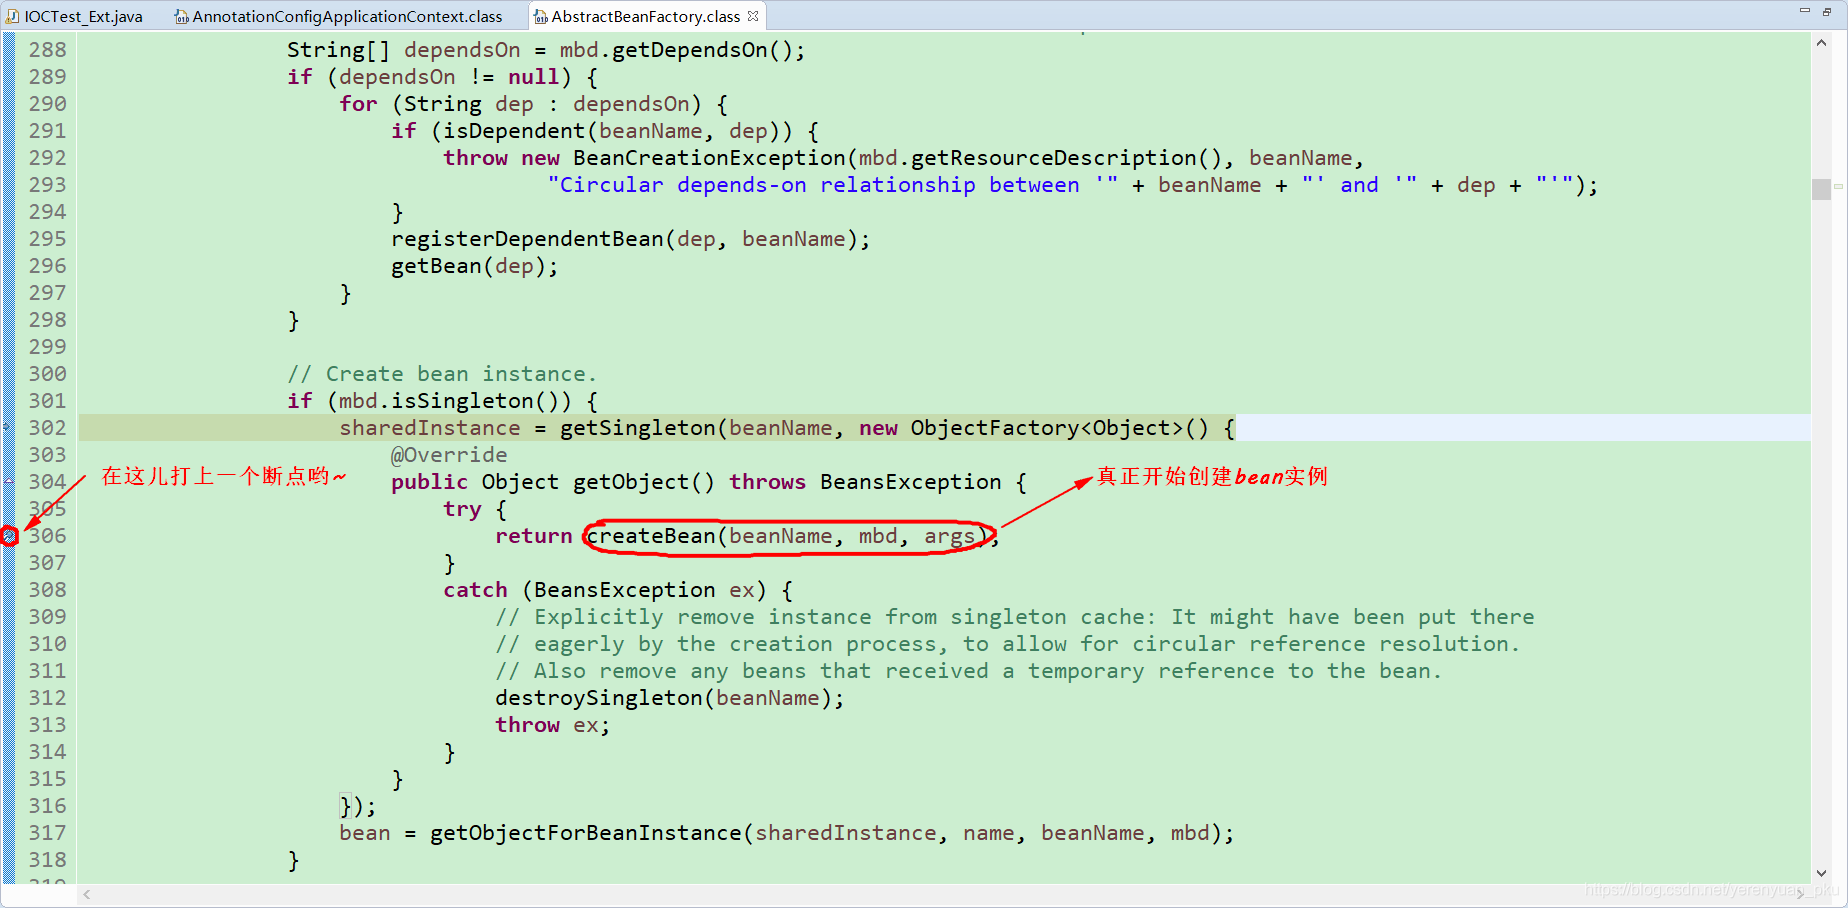 IOCTest_Ext.java AnnotationConfigApplicationContext.class AbstractBeanFactory.class
288 String[] dependsOn = mbd.getDependsOn();
289 if (dependsOn != null) {
290 for (String dep : dependsOn) {
291 if (isDependent(beanName, dep)) {
292 throw new BeanCreationException(mbd.getResourceDescription(), beanName,
293 "Circular depends-on relationship between '" + beanName + "' and '" + dep + "'");
294 }
295 registerDependentBean(dep, beanName);
296 getBean(dep);
297 }
298 }
299
300 // Create bean instance.
301 if (mbd.isSingleton()) {
302 sharedInstance = getSingleton(beanName, new ObjectFactory<Object>() {
303 @Override
在这儿打上一个断点哟~ 真正开始创建bean实例
304 public Object getObject() throws BeansException {
305 try {
306 return createBean(beanName, mbd, args);
307 }
308 catch (BeansException ex) {
309 // Explicitly remove instance from singleton cache: It might have been put there
310 // eagerly by the creation process, to allow for circular reference resolution.
311 // Also remove any beans that received a temporary reference to the bean.
312 destroySingleton(beanName);
313 throw ex;
314 }
315 }
316 });
317 bean = getObjectForBeanInstance(sharedInstance, name, beanName, mbd);
318 }
https://blog.csdn.net/yerenyuan_pku